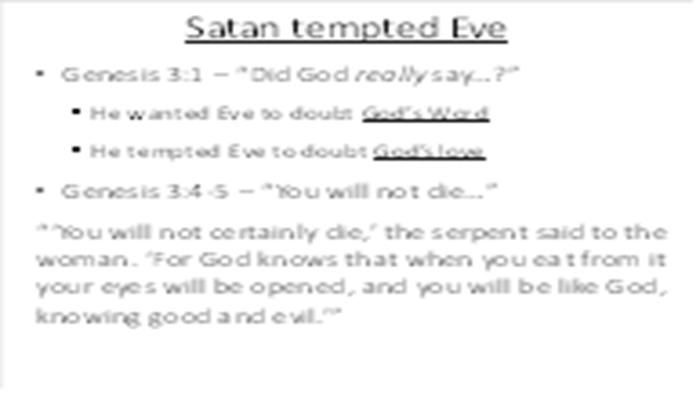 Satan tempted Eve
• Genesis 3:1 – "Did God really say...?"
▪ He wanted Eve to doubt God's Word
▪ He tempted Eve to doubt God's love
• Genesis 3:4-5 – "You will not die..."
"'You will not certainly die,' the serpent said to the
woman. 'For God knows that when you eat from it
your eyes will be opened, and you will be like God,
knowing good and evil.'"